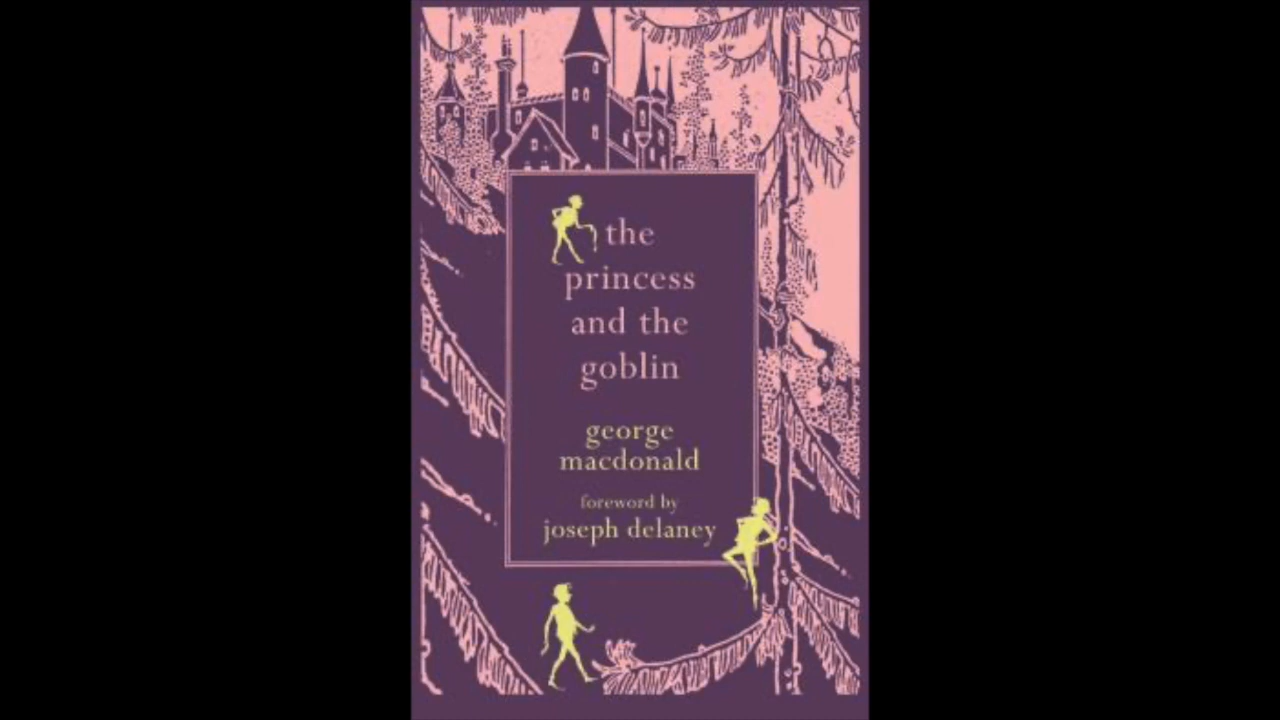 the
princess
and the
goblin
george
macdonald
foreword by
joseph delaney